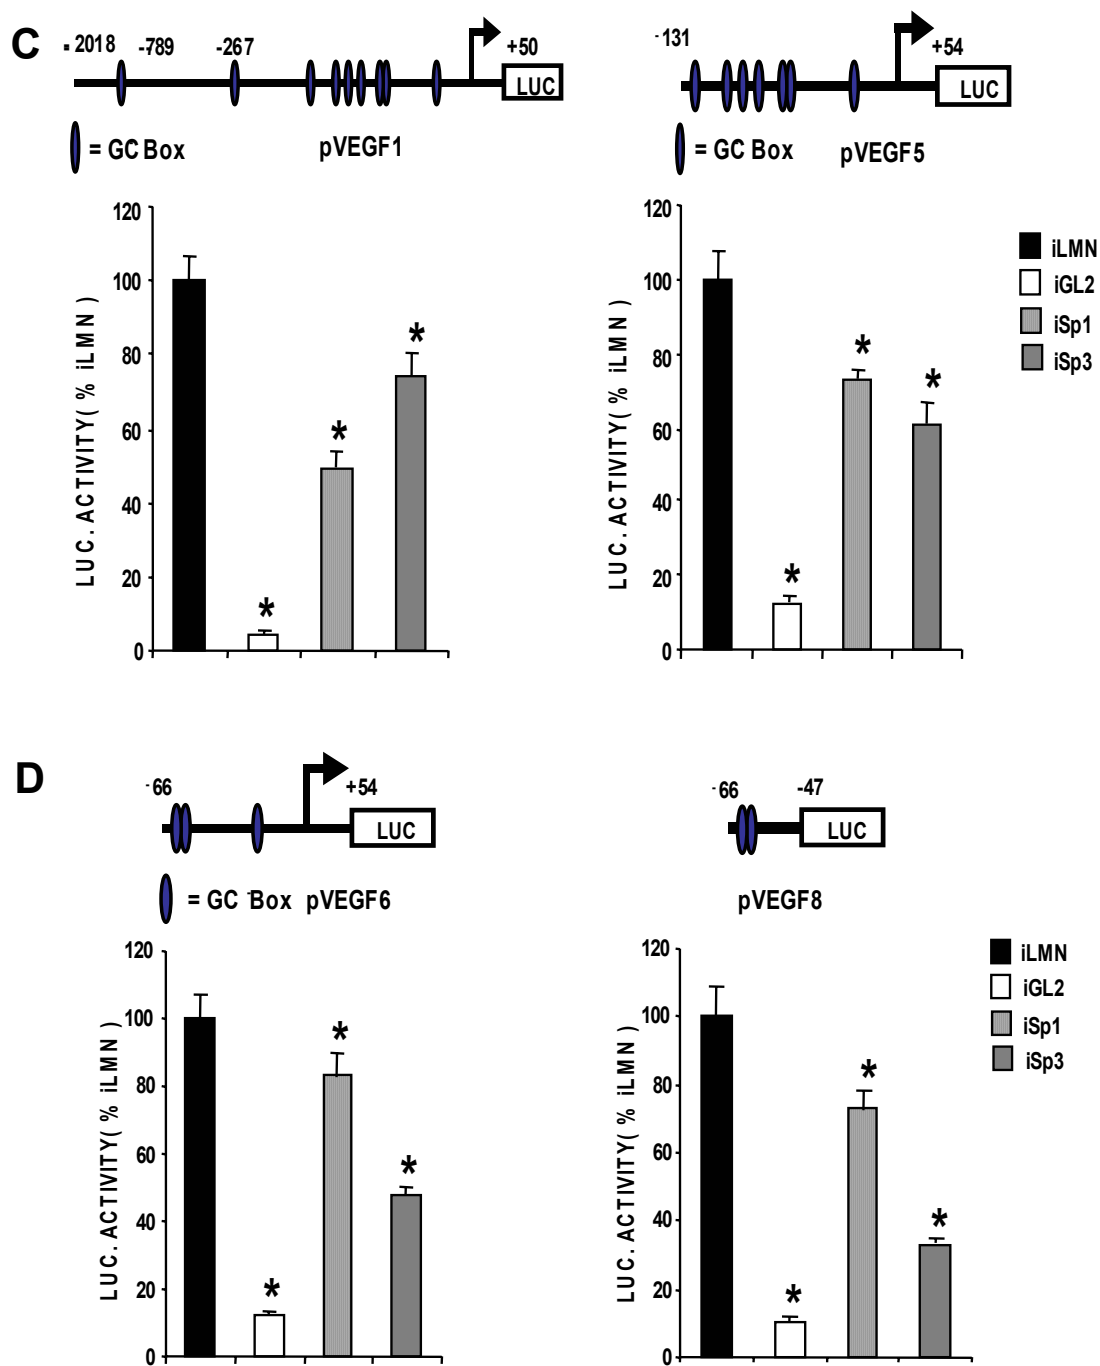 C
-2018 -789 -267 +50
LUC
= GC Box pVEGF1
-131 +54
LUC
= GC Box pVEGF5
LUC. ACTIVITY( % iLMN )
120
100
80
60
40
20
0
*
*
*
LUC. ACTIVITY( % iLMN )
120
100
80
60
40
20
0
*
*
*
iLMN
iGL2
iSp1
iSp3
D
-66 +54
LUC
= GC Box pVEGF6
-66 -47
LUC
pVEGF8
LUC. ACTIVITY( % iLMN )
120
100
80
60
40
20
0
*
*
*
LUC. ACTIVITY( % iLMN )
120
100
80
60
40
20
0
*
*
*
iLMN
iGL2
iSp1
iSp3